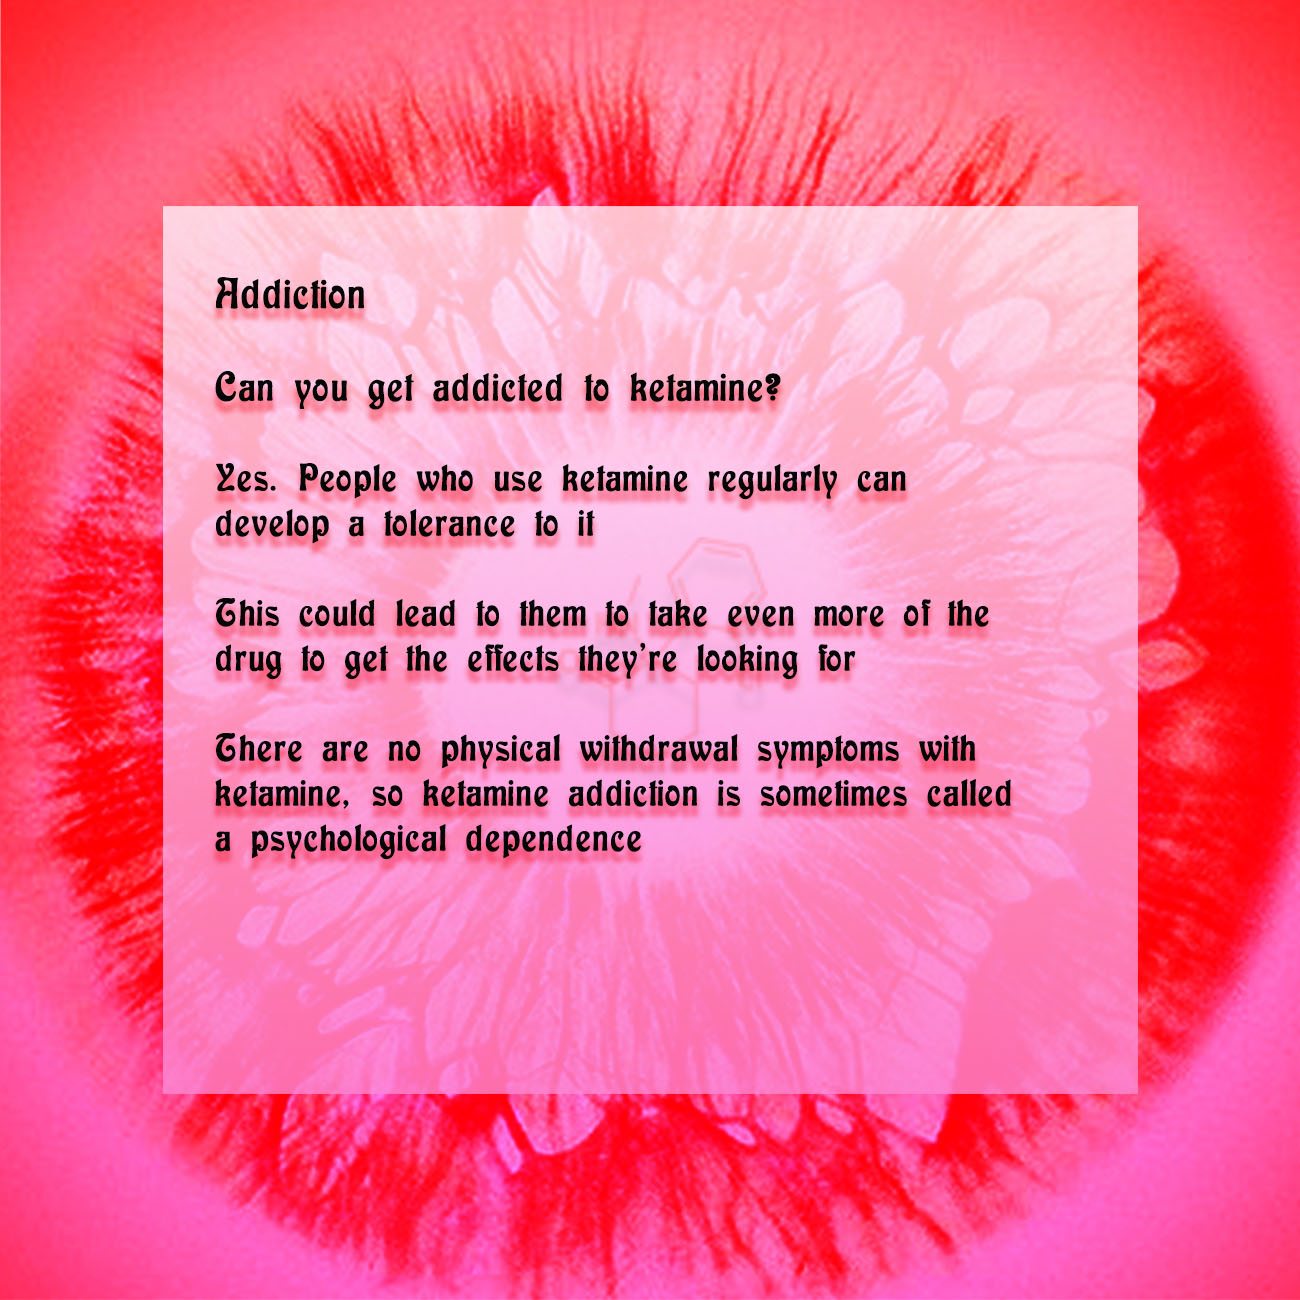 Addiction
Can you get addicted to ketamine?
Yes. People who use ketamine regularly can
develop a tolerance to it
This could lead to them to take even more of the
drug to get the effects they're looking for
There are no physical withdrawal symptoms with
ketamine, so ketamine addiction is sometimes called
a psychological dependence